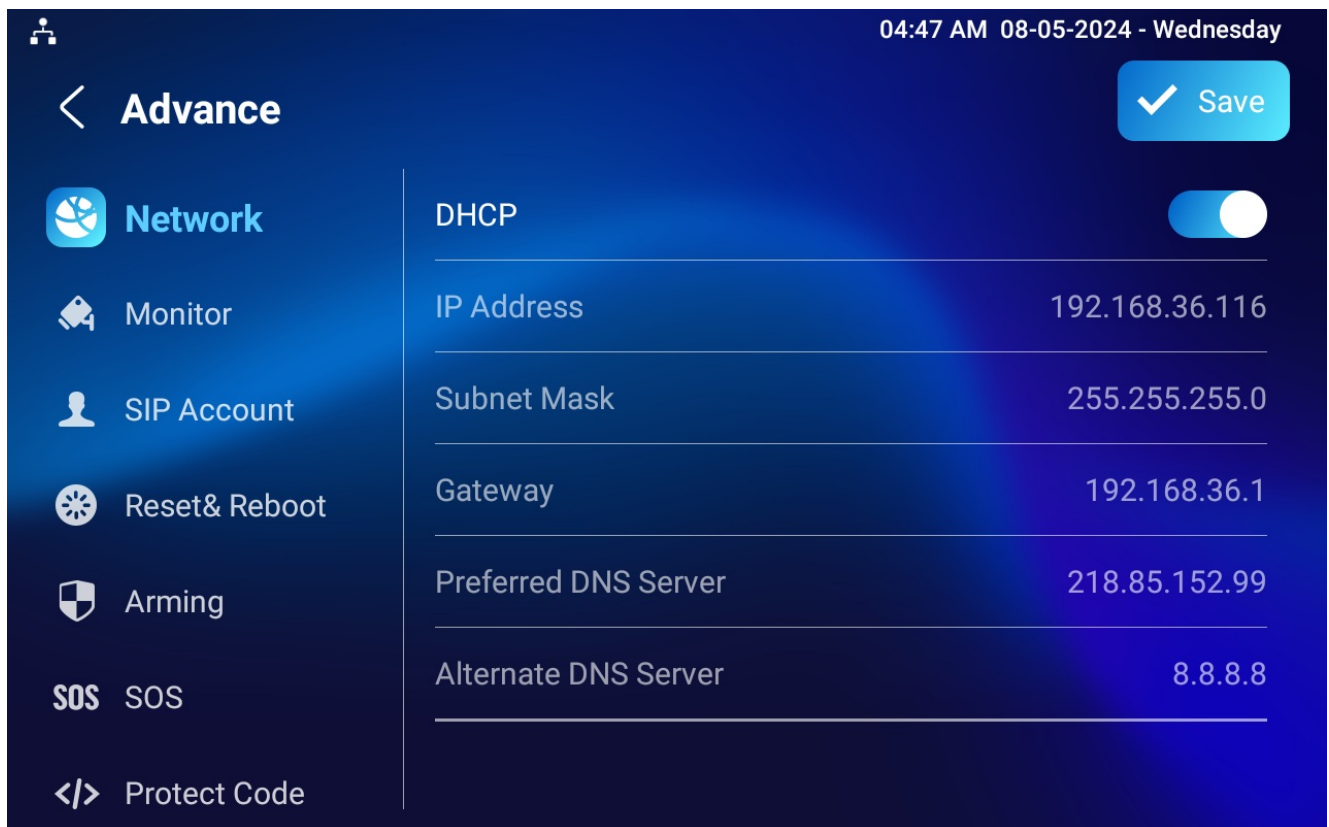 04:47 AM 08-05-2024 - Wednesday
Advance
Save
Network
Monitor
SIP Account
Reset& Reboot
Arming
SOS SOS
</> Protect Code
DHCP
IP Address 192.168.36.116
Subnet Mask 255.255.255.0
Gateway 192.168.36.1
Preferred DNS Server 218.85.152.99
Alternate DNS Server 8.8.8.8